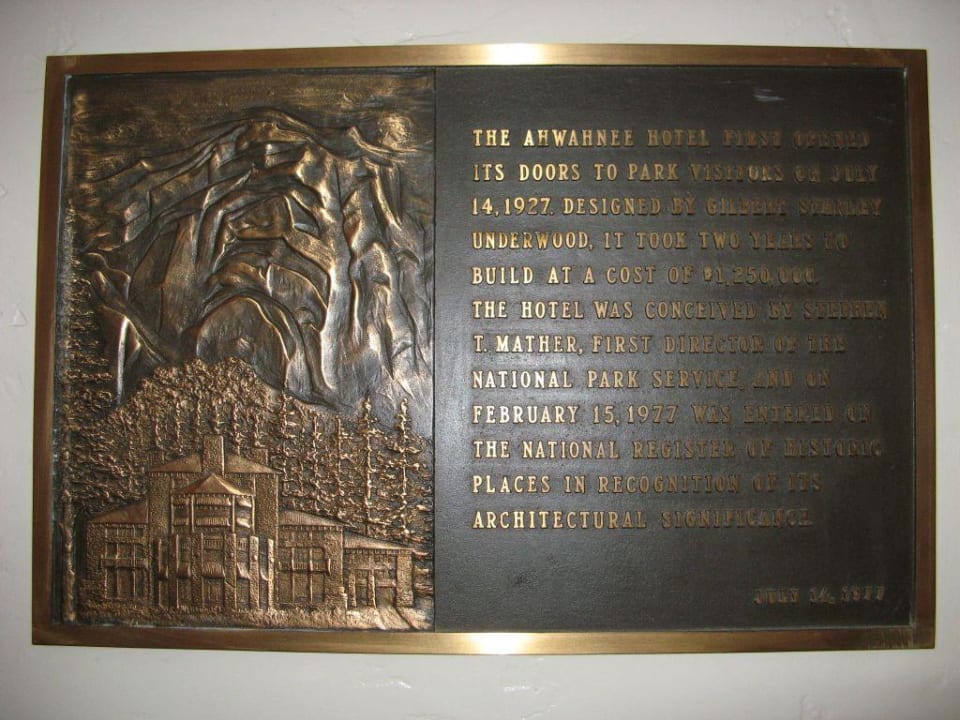 THE AHWAHNEE HOTEL FIRST OPENED
ITS DOORS TO PARK VISITORS ON JULY
14, 1927. DESIGNED BY GILBERT STANLEY
UNDERWOOD, IT TOOK TWO YEARS TO
BUILD AT A COST OF $1,250,000.
THE HOTEL WAS CONCEIVED BY STEPHEN
T. MATHER, FIRST DIRECTOR OF THE
NATIONAL PARK SERVICE, AND ON
FEBRUARY 15, 1977 WAS ENTERED ON
THE NATIONAL REGISTER OF HISTORIC
PLACES IN RECOGNITION OF ITS
ARCHITECTURAL SIGNIFICANCE.
JULY 14, 1977